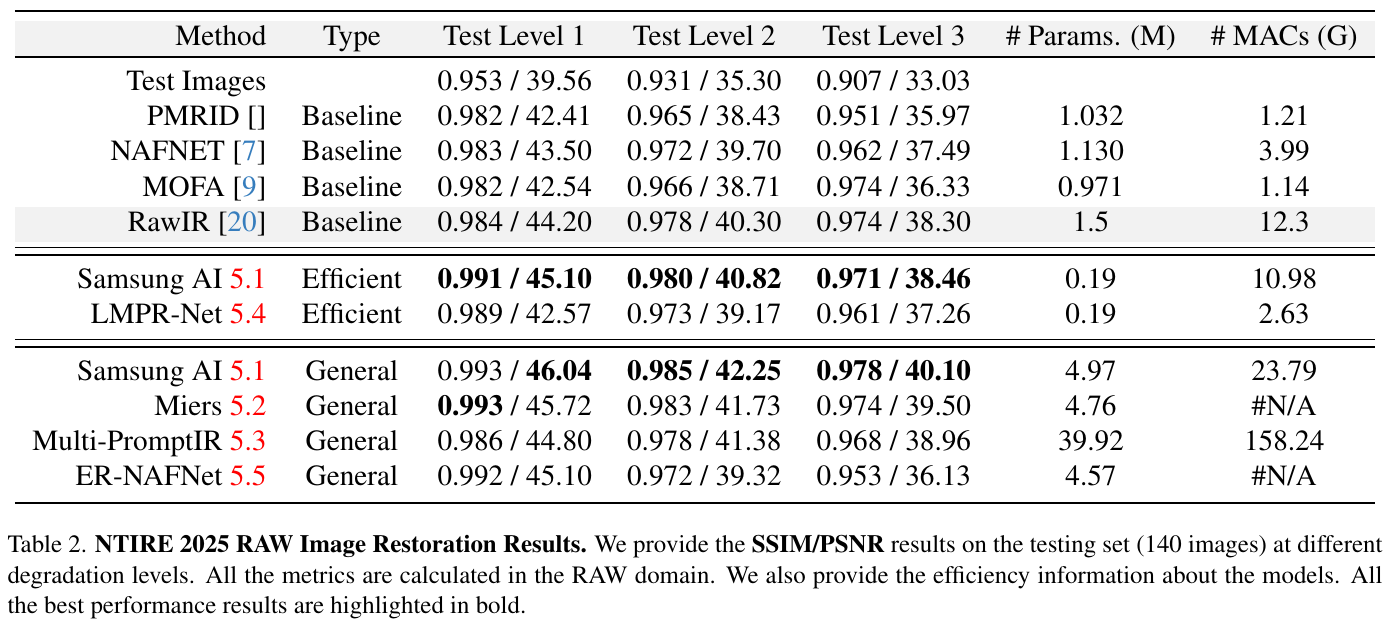 Method Type Test Level 1 Test Level 2 Test Level 3 # Params. (M) # MACs (G)
Test Images 0.953 / 39.56 0.931 / 35.30 0.907 / 33.03
PMRID [] Baseline 0.982 / 42.41 0.965 / 38.43 0.951 / 35.97 1.032 1.21
NAFNET [7] Baseline 0.983 / 43.50 0.972 / 39.70 0.962 / 37.49 1.130 3.99
MOFA [9] Baseline 0.982 / 42.54 0.966 / 38.71 0.974 / 36.33 0.971 1.14
RawIR [20] Baseline 0.984 / 44.20 0.978 / 40.30 0.974 / 38.30 1.5 12.3
Samsung AI 5.1 Efficient 0.991 / 45.10 0.980 / 40.82 0.971 / 38.46 0.19 10.98
LMPR-Net 5.4 Efficient 0.989 / 42.57 0.973 / 39.17 0.961 / 37.26 0.19 2.63
Samsung AI 5.1 General 0.993 / 46.04 0.985 / 42.25 0.978 / 40.10 4.97 23.79
Miers 5.2 General 0.993 / 45.72 0.983 / 41.73 0.974 / 39.50 4.76 #N/A
Multi-PromptIR 5.3 General 0.986 / 44.80 0.978 / 41.38 0.968 / 38.96 39.92 158.24
ER-NAFNet 5.5 General 0.992 / 45.10 0.972 / 39.32 0.953 / 36.13 4.57 #N/A
Table 2. NTIRE 2025 RAW Image Restoration Results. We provide the SSIM/PSNR results on the testing set (140 images) at different
degradation levels. All the metrics are calculated in the RAW domain. We also provide the efficiency information about the models. All
the best performance results are highlighted in bold.